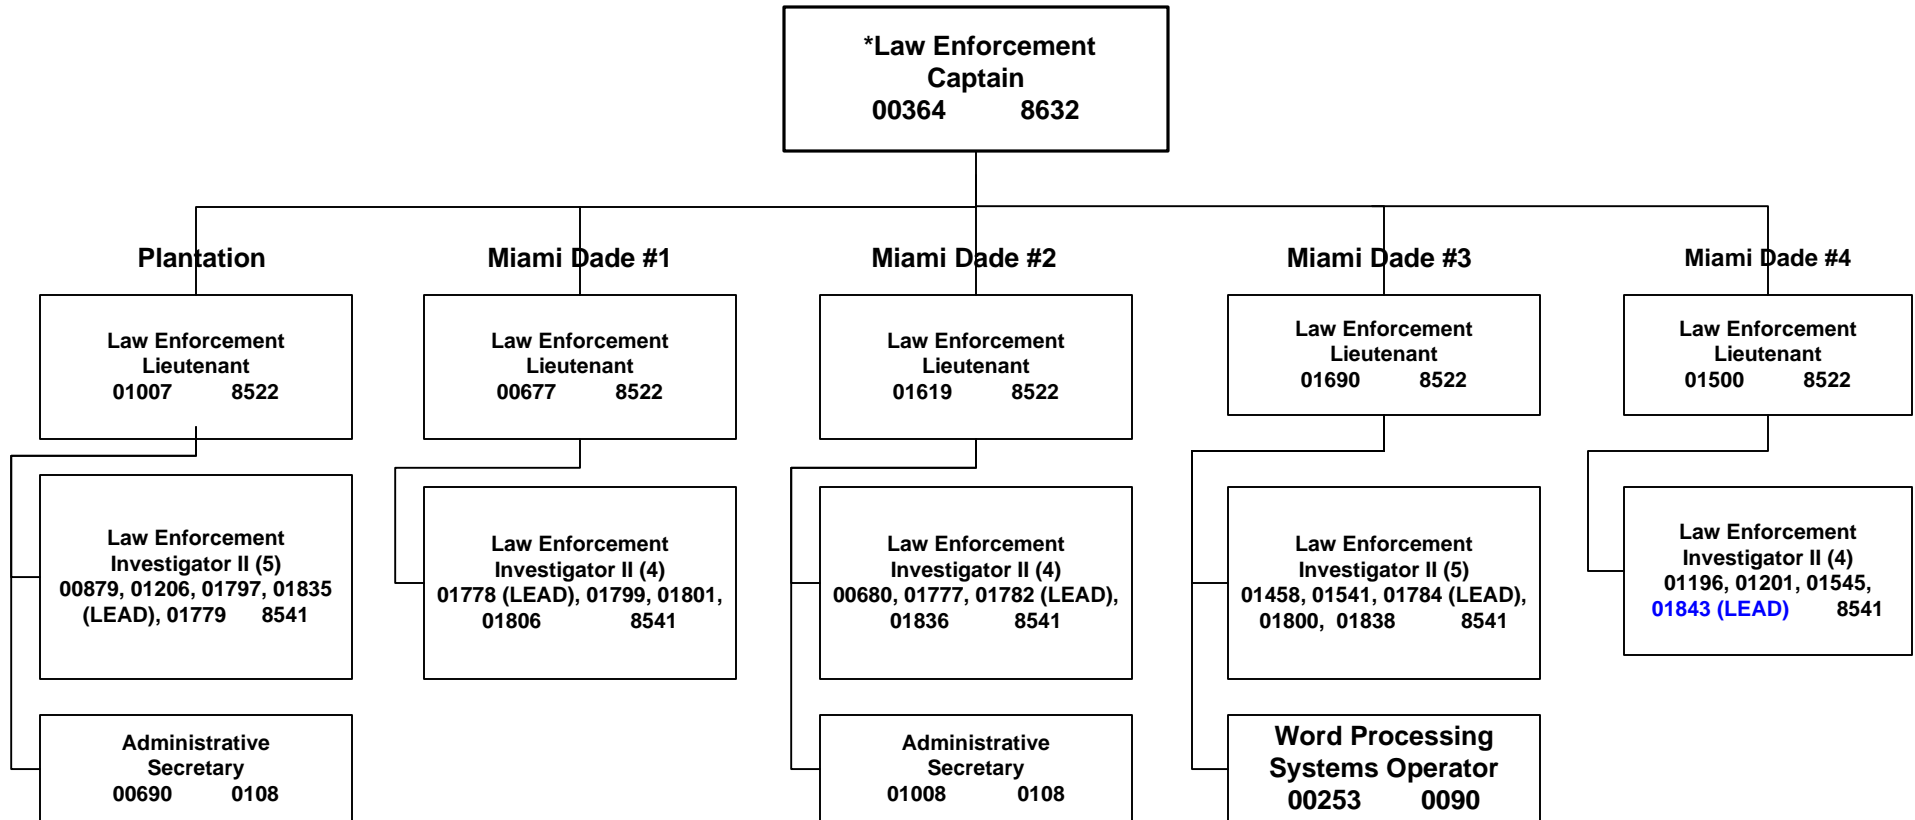 *Law Enforcement
Captain
00364 8632
Plantation
Miami Dade #1
Miami Dade #2
Miami Dade #3
Miami Dade #4
Law Enforcement
Lieutenant
01007 8522
Law Enforcement
Lieutenant
00677 8522
Law Enforcement
Lieutenant
01619 8522
Law Enforcement
Lieutenant
01690 8522
Law Enforcement
Lieutenant
01500 8522
Law Enforcement
Investigator II (5)
00879, 01206, 01797, 01835
(LEAD), 01779 8541
Law Enforcement
Investigator II (4)
01778 (LEAD), 01799, 01801,
01806 8541
Law Enforcement
Investigator II (4)
00680, 01777, 01782 (LEAD),
01836 8541
Law Enforcement
Investigator II (5)
01458, 01541, 01784 (LEAD),
01800, 01838 8541
Law Enforcement
Investigator II (4)
01196, 01201, 01545,
01843 (LEAD) 8541
Administrative
Secretary
00690 0108
Administrative
Secretary
01008 0108
Word Processing
Systems Operator
00253 0090